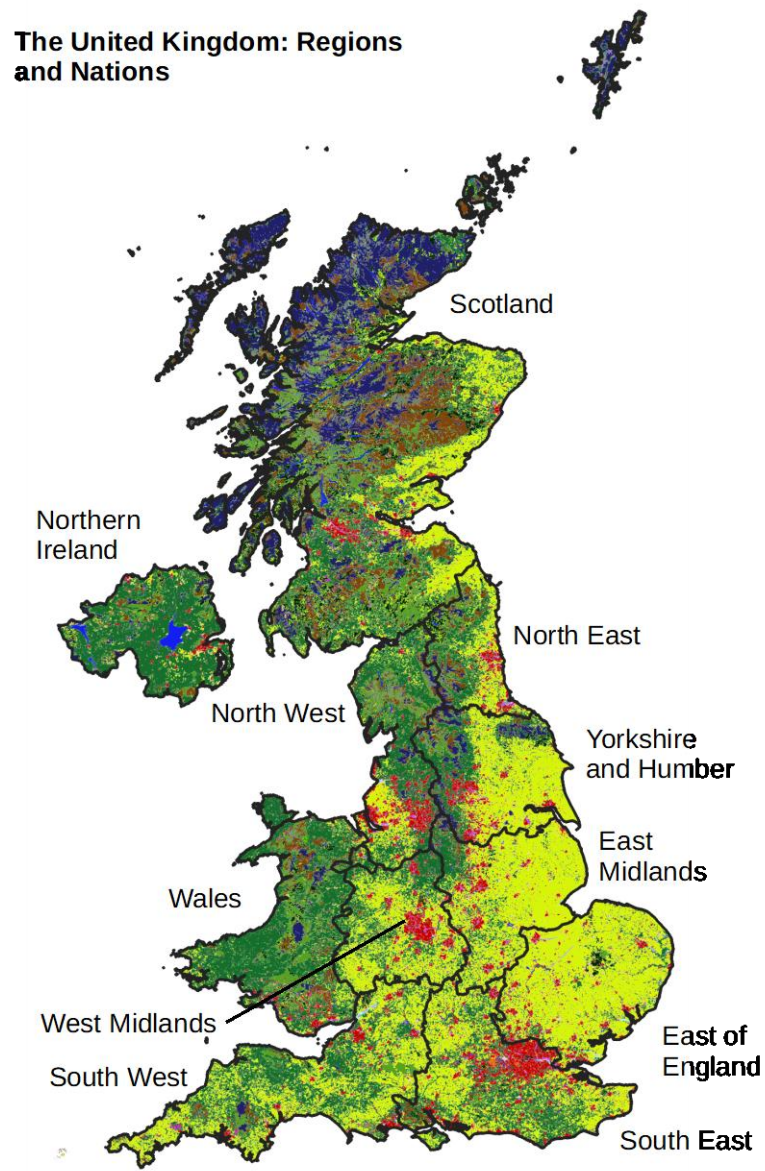 The United Kingdom: Regions
and Nations
Scotland
Northern
Ireland
North East
North West
Yorkshire
and Humber
East
Midlands
Wales
West Midlands
East of
England
South West
South East